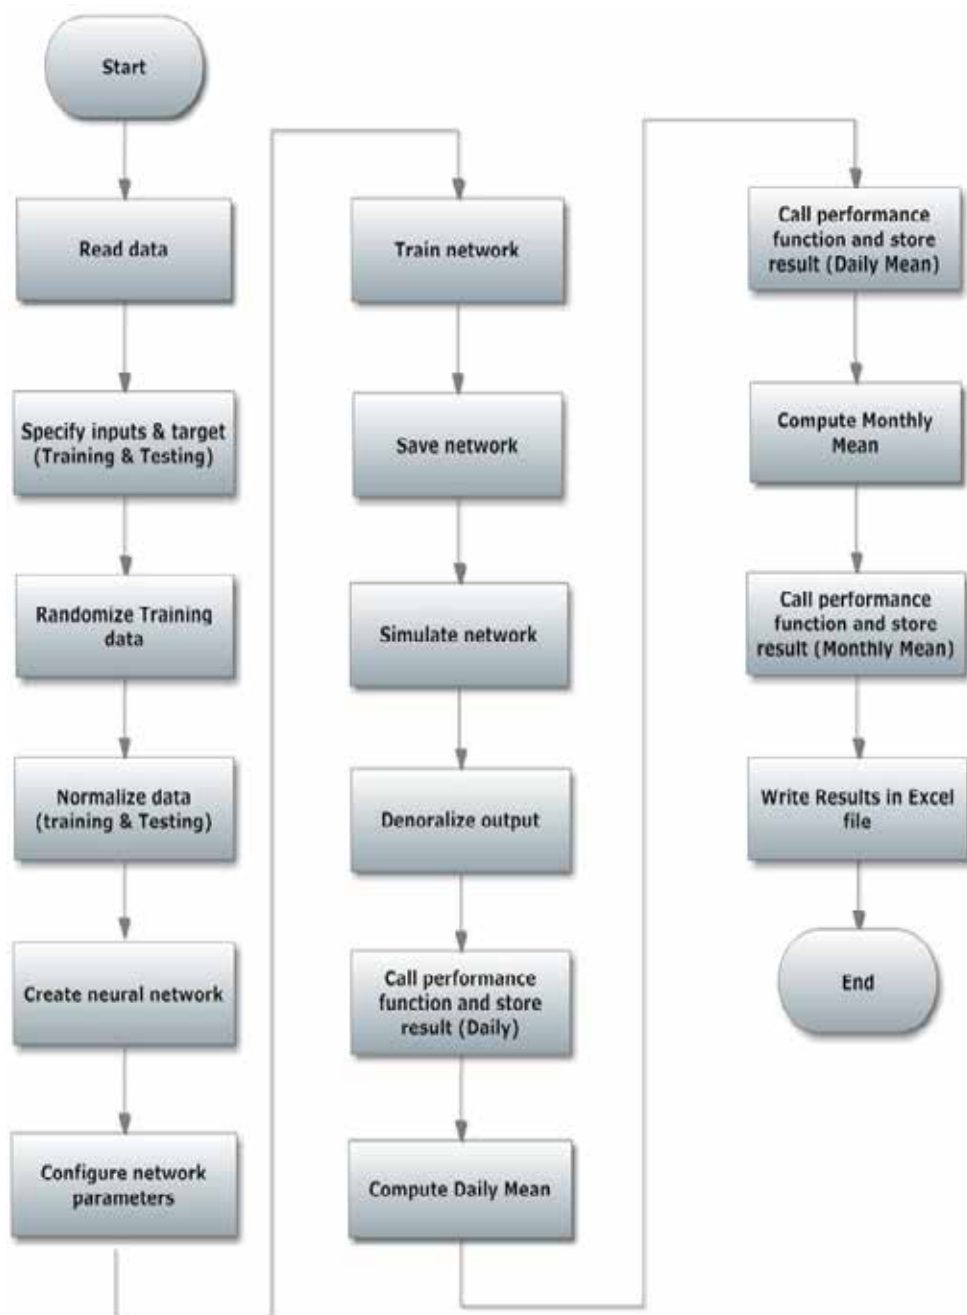 Start
Read data
Specify inputs & target
(Training & Testing)
Randomize Training
data
Normalize data
(training & Testing)
Create neural network
Configure network
parameters
Train network
Save network
Simulate network
Denoralize output
Call performance
function and store
result (Daily)
Compute Daily Mean
Call performance
function and store
result (Daily Mean)
Compute Monthly
Mean
Call performance
function and store
result (Monthly Mean)
Write Results in Excel
file
End